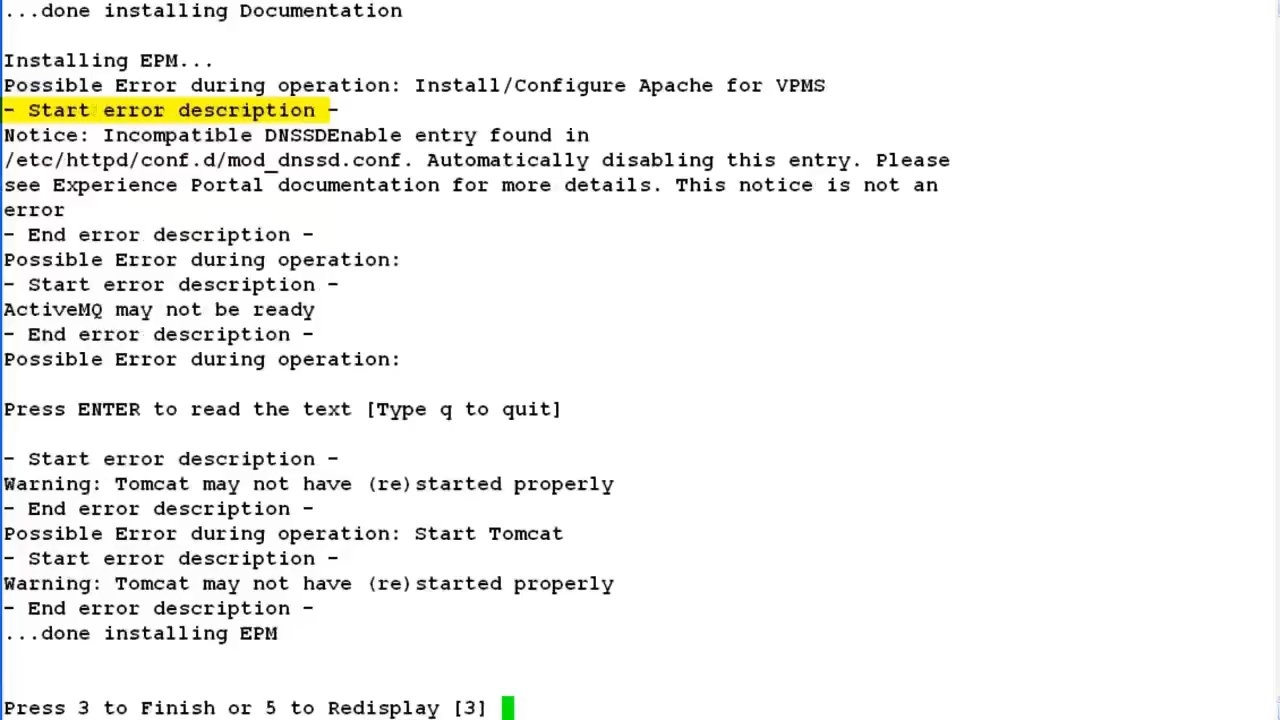 ...done installing Documentation
Installing EPM...
Possible Error during operation: Install/Configure Apache for VPMS
- Start error description -
Notice: Incompatible DNSSDEnable entry found in
/etc/httpd/conf.d/mod_dnssd.conf. Automatically disabling this entry. Please
see Experience Portal documentation for more details. This notice is not an
error
- End error description -
Possible Error during operation:
- Start error description -
ActiveMQ may not be ready
- End error description -
Possible Error during operation:
Press ENTER to read the text [Type q to quit]
- Start error description -
Warning: Tomcat may not have (re)started properly
- End error description -
Possible Error during operation: Start Tomcat
- Start error description -
Warning: Tomcat may not have (re)started properly
- End error description -
...done installing EPM
Press 3 to Finish or 5 to Redisplay [3]